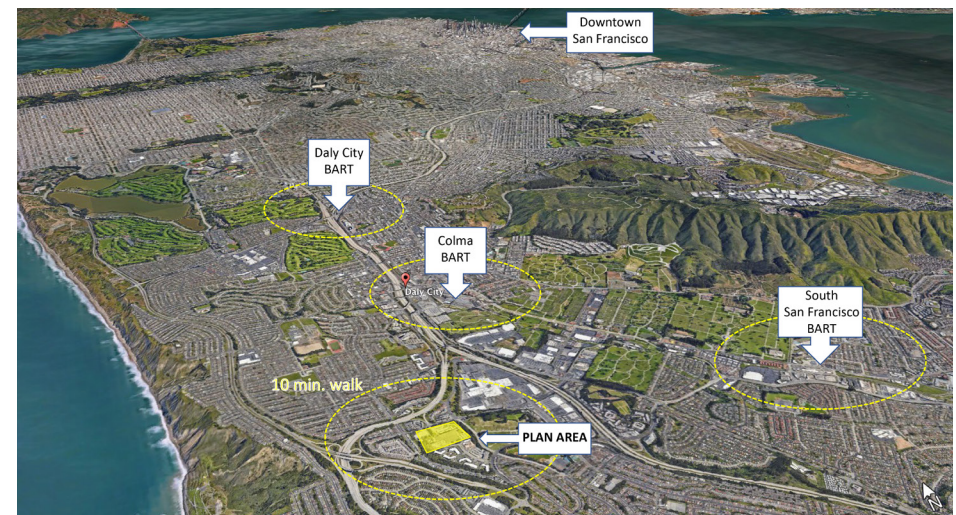 Downtown
San Francisco
Daly City
BART
Colma
BART
Daly City
South
San Francisco
BART
10 min. walk
PLAN AREA
N